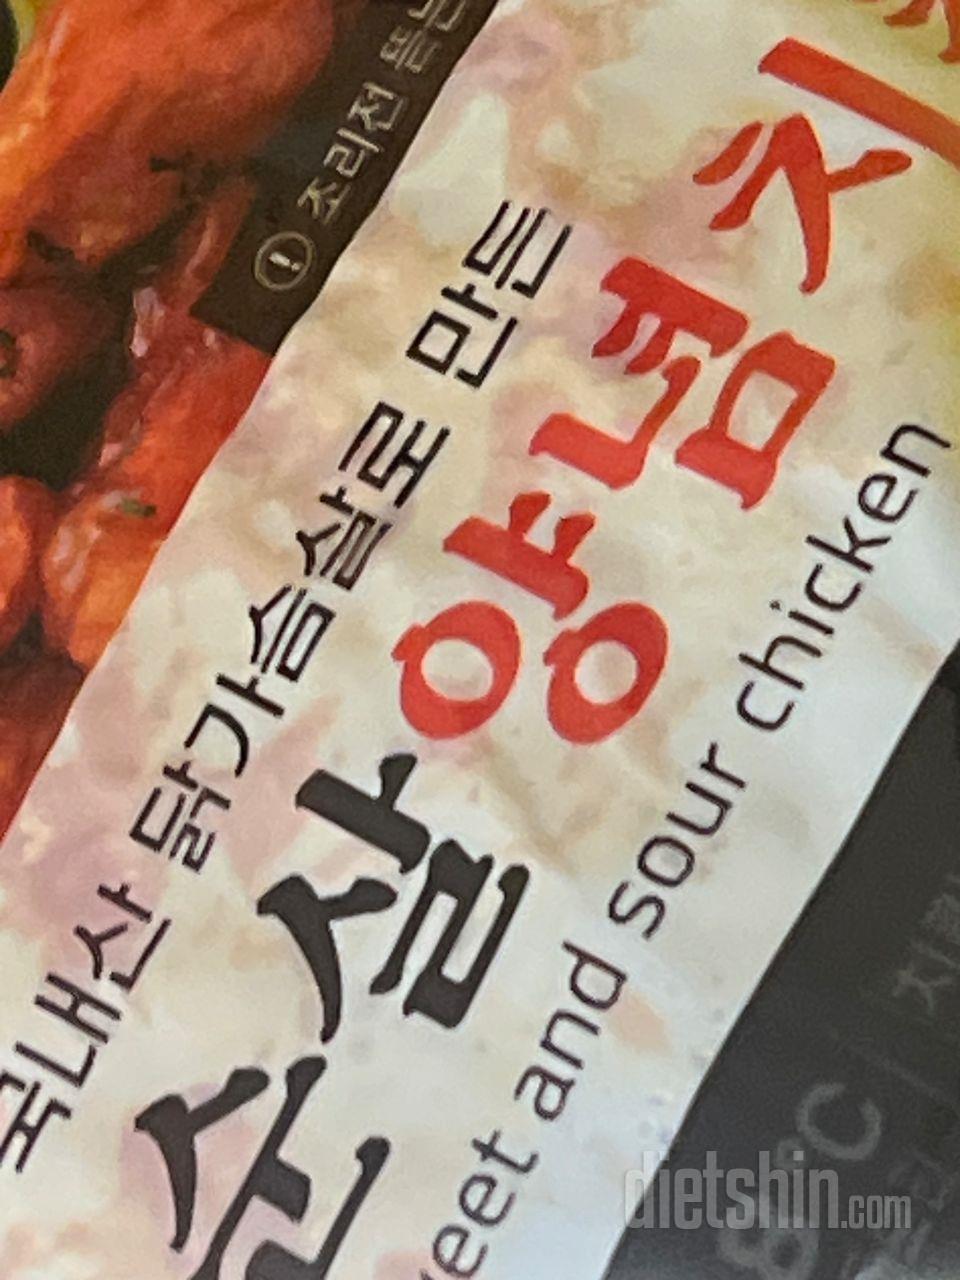 조리전
국내산 닭가슴살로 만든
순살양념치
eet and sour chicken
8℃
dietshin.com